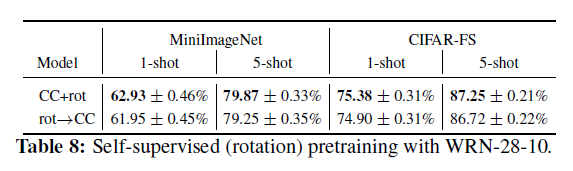 MiniImageNet CIFAR-FS
Model 1-shot 5-shot 1-shot 5-shot
CC+rot 62.93 ± 0.46% 79.87 ± 0.33% 75.38 ± 0.31% 87.25 ± 0.21%
rot→CC 61.95 ± 0.45% 79.25 ± 0.35% 74.90 ± 0.31% 86.72 ± 0.22%
Table 8: Self-supervised (rotation) pretraining with WRN-28-10.